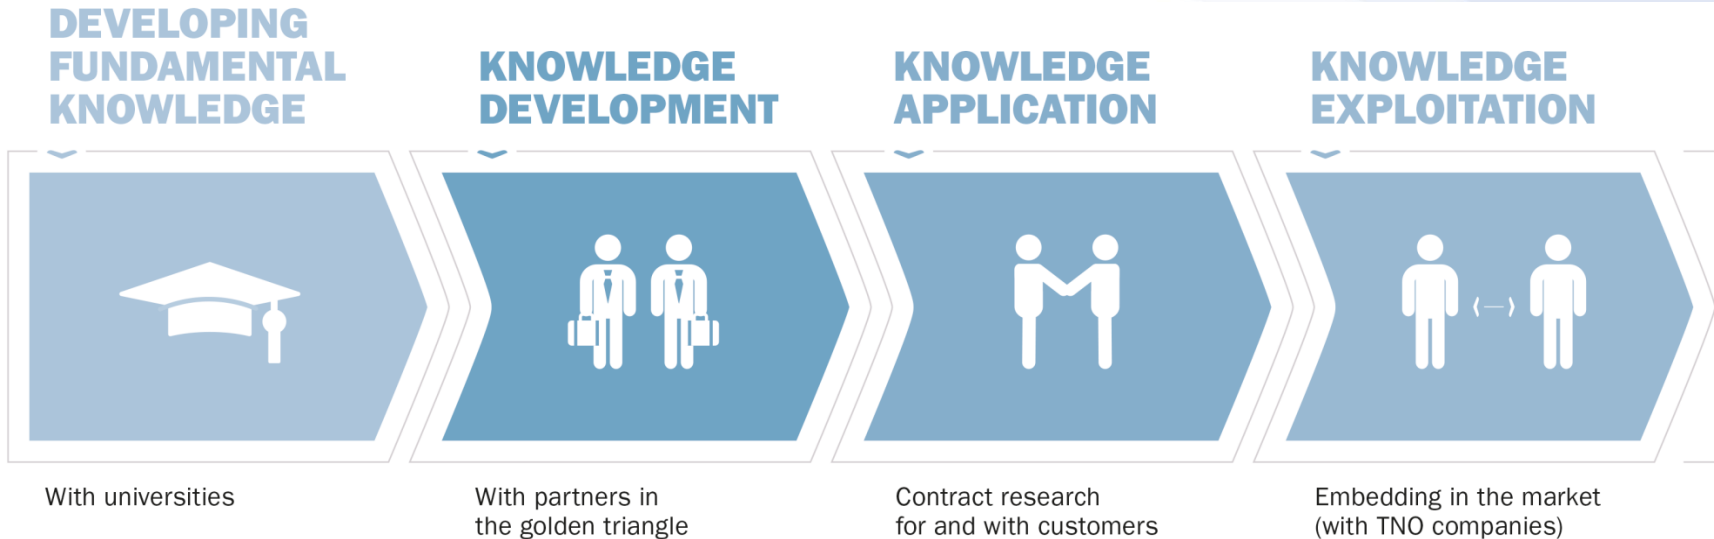 DEVELOPING
FUNDAMENTAL
KNOWLEDGE
With universities
KNOWLEDGE
DEVELOPMENT
With partners in
the golden triangle
KNOWLEDGE
APPLICATION
Contract research
for and with customers
KNOWLEDGE
EXPLOITATION
Embedding in the market
(with TNO companies)